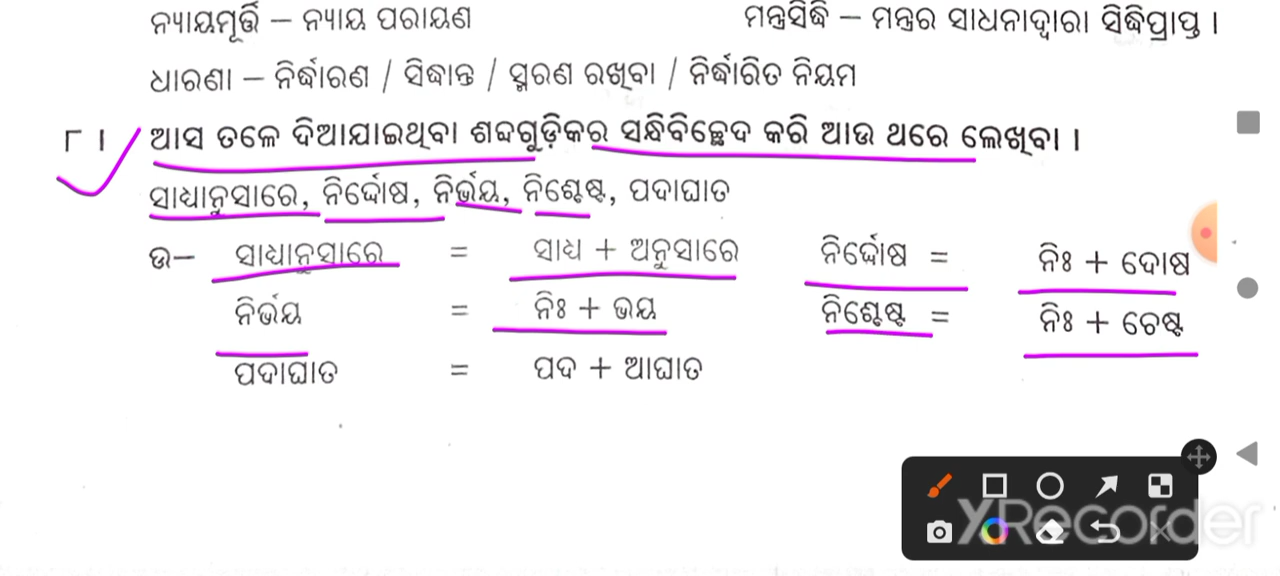 ନ୍ୟାୟମୂର୍ତ୍ତି – ନ୍ୟାୟ ପରାୟଣ ମନ୍ତ୍ରସିଦ୍ଧି – ମନ୍ତ୍ରର ସାଧନାଦ୍ୱାରା ସିଦ୍ଧିପ୍ରାପ୍ତ ।
ଧାରଣା – ନିର୍ଦ୍ଧାରଣ / ସିଦ୍ଧାନ୍ତ / ସ୍ମରଣ ରଖିବା / ନିର୍ଦ୍ଧାରିତ ନିୟମ
୮ । ଆସ ତଳେ ଦିଆଯାଇଥିବା ଶବ୍ଦଗୁଡ଼ିକର ସନ୍ଧିବିଚ୍ଛେଦ କରି ଆଉ ଥରେ ଲେଖିବା ।
ସାଧ୍ୟାନୁସାରେ, ନିର୍ଦ୍ଦୋଷ, ନିର୍ଭୟ, ନିଶ୍ଚେଷ୍ଟ, ପଦାଘାତ
ଉ– ସାଧ୍ୟାନୁସାରେ = ସାଧ୍ୟ + ଅନୁସାରେ ନିର୍ଦ୍ଦୋଷ = ନିଃ + ଦୋଷ
ନିର୍ଭୟ = ନିଃ + ଭୟ ନିଶ୍ଚେଷ୍ଟ = ନିଃ + ଚେଷ୍ଟ
ପଦାଘାତ = ପଦ + ଆଘାତ
XRecorder